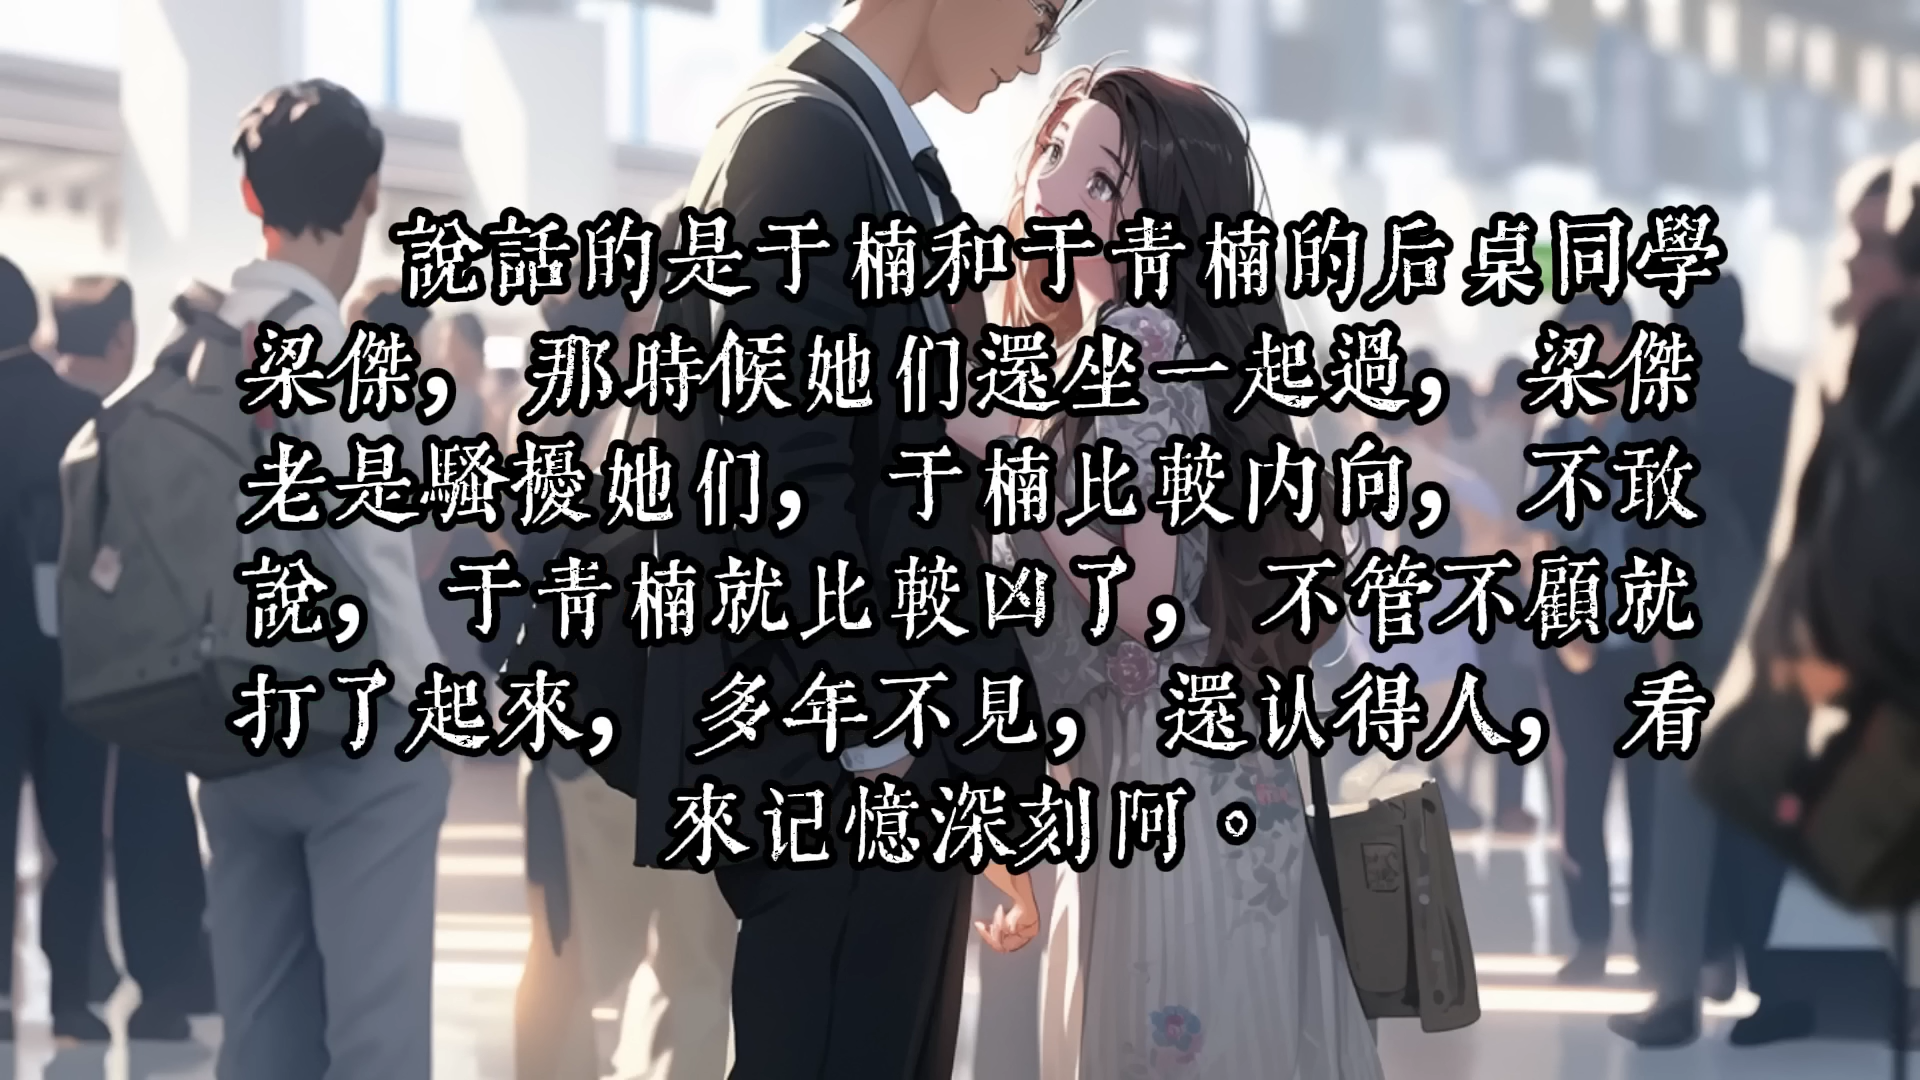 說話的是于楠和于青楠的后桌同學
梁傑，那時候她们還坐一起過，梁傑
老是騷擾她们，于楠比較内向，不敢
說，于青楠就比較凶了，不管不顧就
打了起來，多年不見，還认得人，看
來记憶深刻阿。